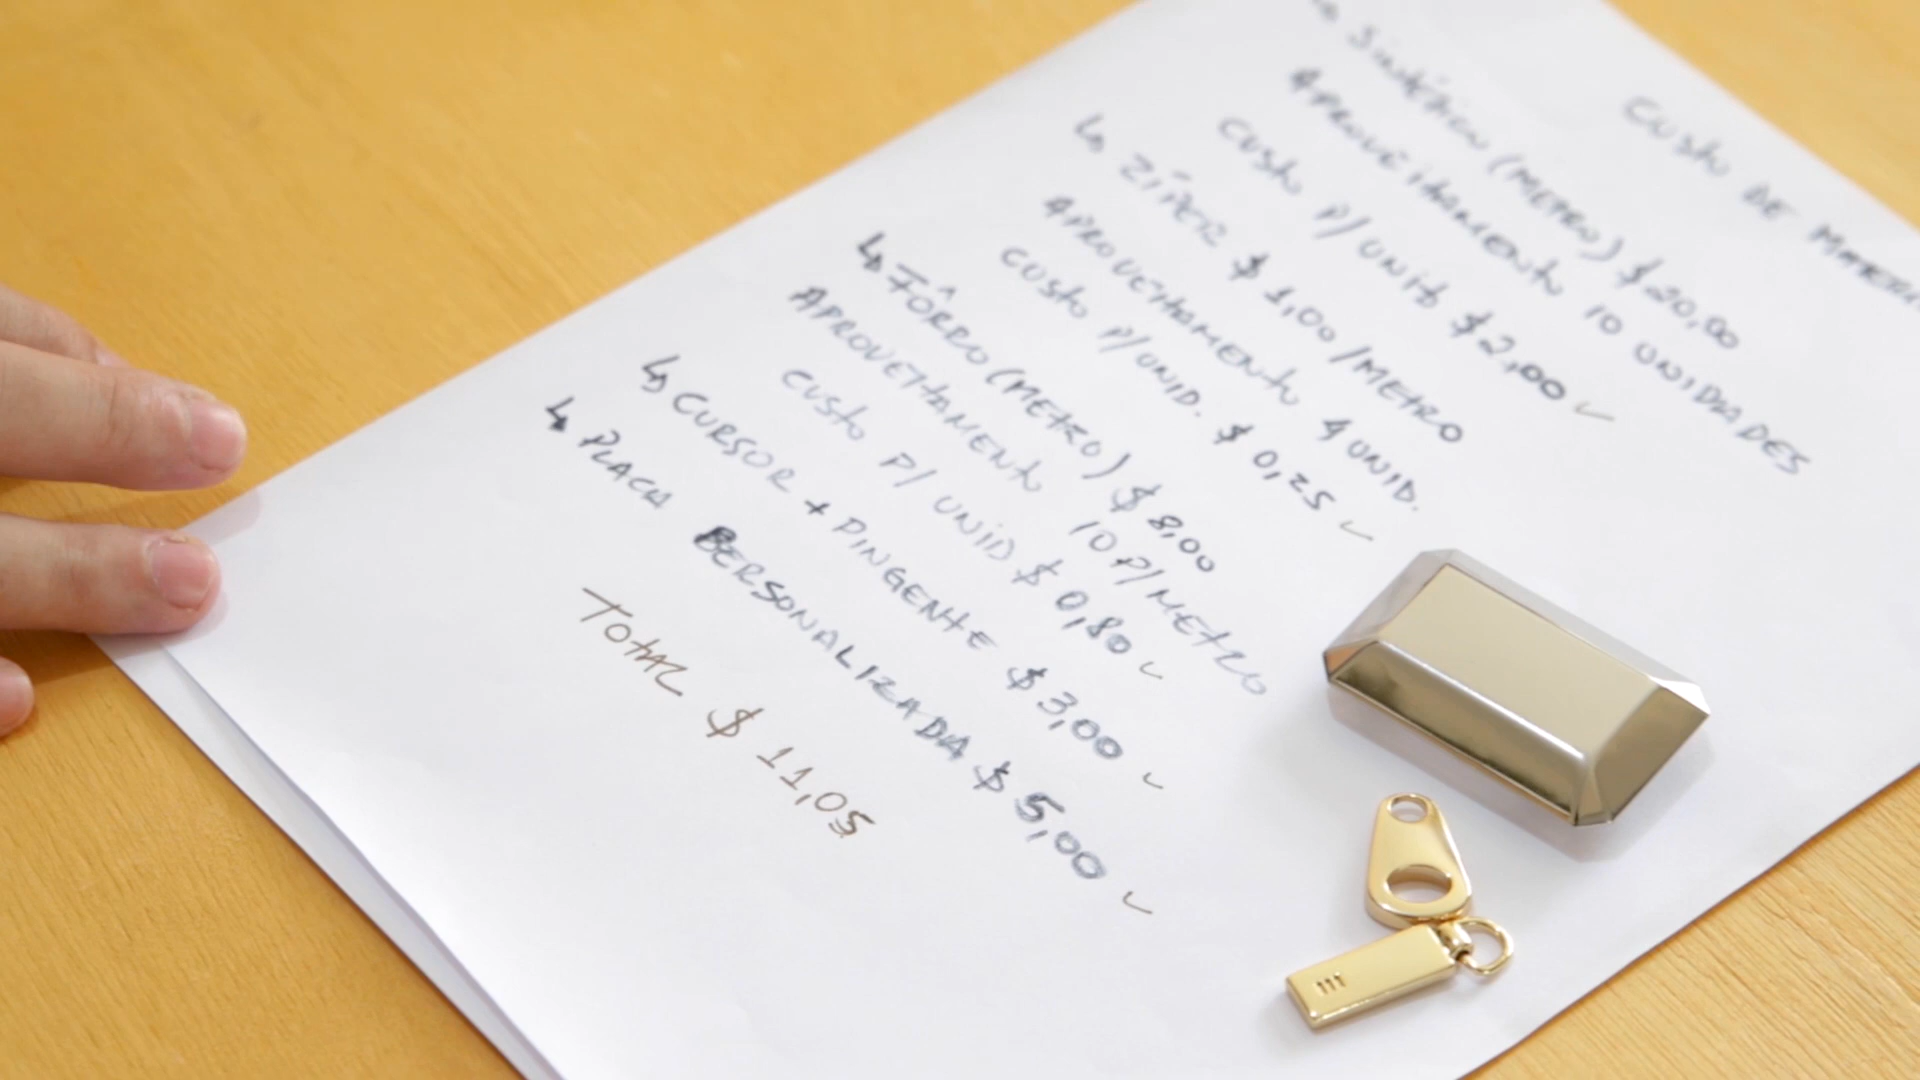 Custo DE MATERI
↳ Sintético (METRO) $ 20,00
APROVEITAMENTO 10 UNIDADES
Custo P/ UNID $ 2,00 ✓
↳ ZÍPER $ 1,00 / METRO
APROVEITAMENTO 4 UNID.
Custo P/ UNID. $ 0,25 ✓
↳ FÔRRO (METRO) $ 8,00
APROVEITAMENTO 10 P/ METRO
Custo P/ UNID $ 0,80 ✓
↳ CURSOR + PINGENTE $ 3,00 ✓
↳ PLACA PERSONALIZADA $ 5,00 ✓
TOTAL $ 11,05